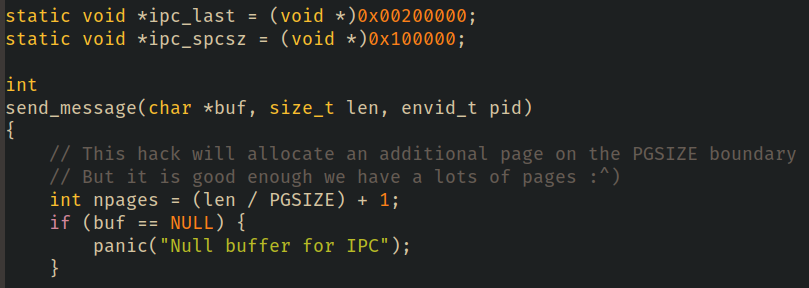 static void *ipc_last = (void *)0x00200000;
static void *ipc_spcsz = (void *)0x100000;

int
send_message(char *buf, size_t len, envid_t pid)
{
    // This hack will allocate an additional page on the PGSIZE boundary
    // But it is good enough we have a lots of pages :^)
    int npages = (len / PGSIZE) + 1;
    if (buf == NULL) {
        panic("Null buffer for IPC");
    }